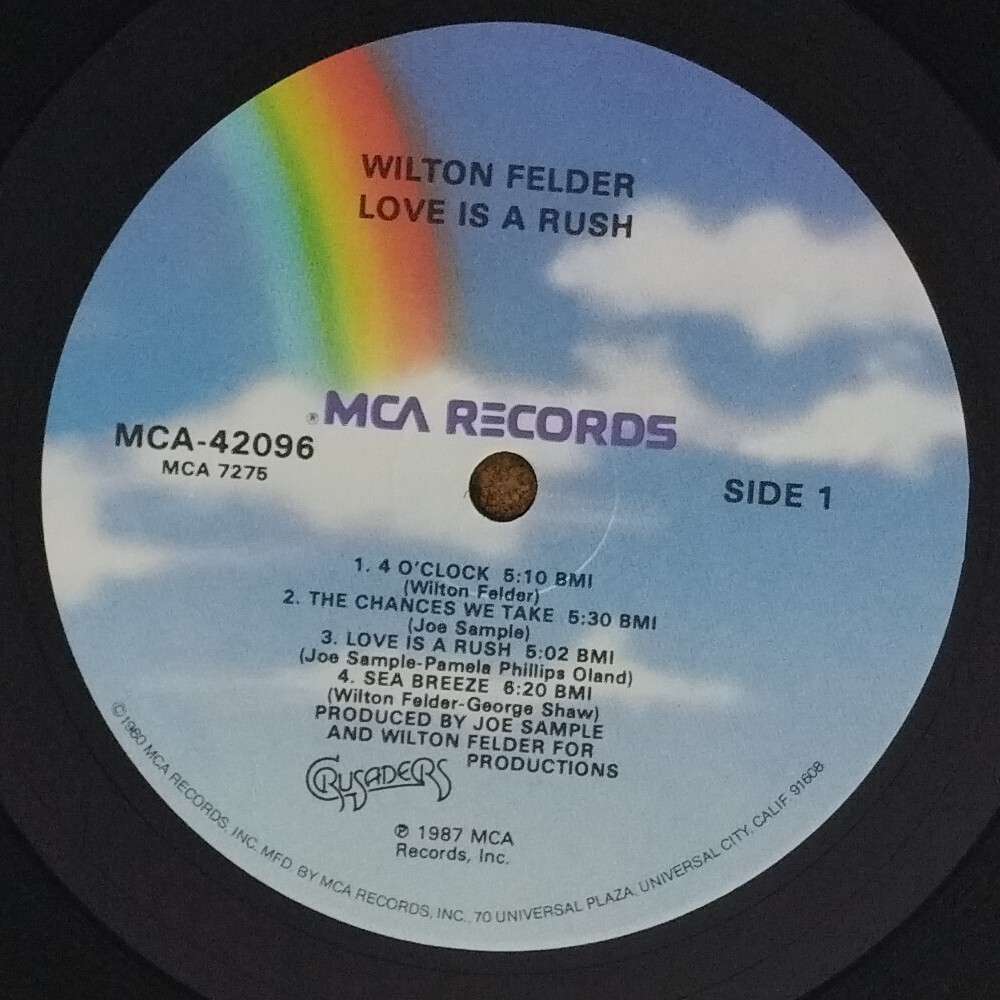 WILTON FELDER
LOVE IS A RUSH
® MCA RECORDS
MCA-42096
MCA 7275
SIDE 1
1. 4 O'CLOCK 5:10 BMI
(Wilton Felder)
2. THE CHANCES WE TAKE 5:30 BMI
(Joe Sample)
3. LOVE IS A RUSH 5:02 BMI
(Joe Sample-Pamela Phillips Oland)
4. SEA BREEZE 6:20 BMI
(Wilton Felder-George Shaw)
PRODUCED BY JOE SAMPLE
AND WILTON FELDER FOR
CRUSADERS PRODUCTIONS
℗ 1987 MCA
Records, Inc.
©1980 MCA RECORDS, INC. MFD. BY MCA RECORDS, INC., 70 UNIVERSAL PLAZA, UNIVERSAL CITY, CALIF. 91608